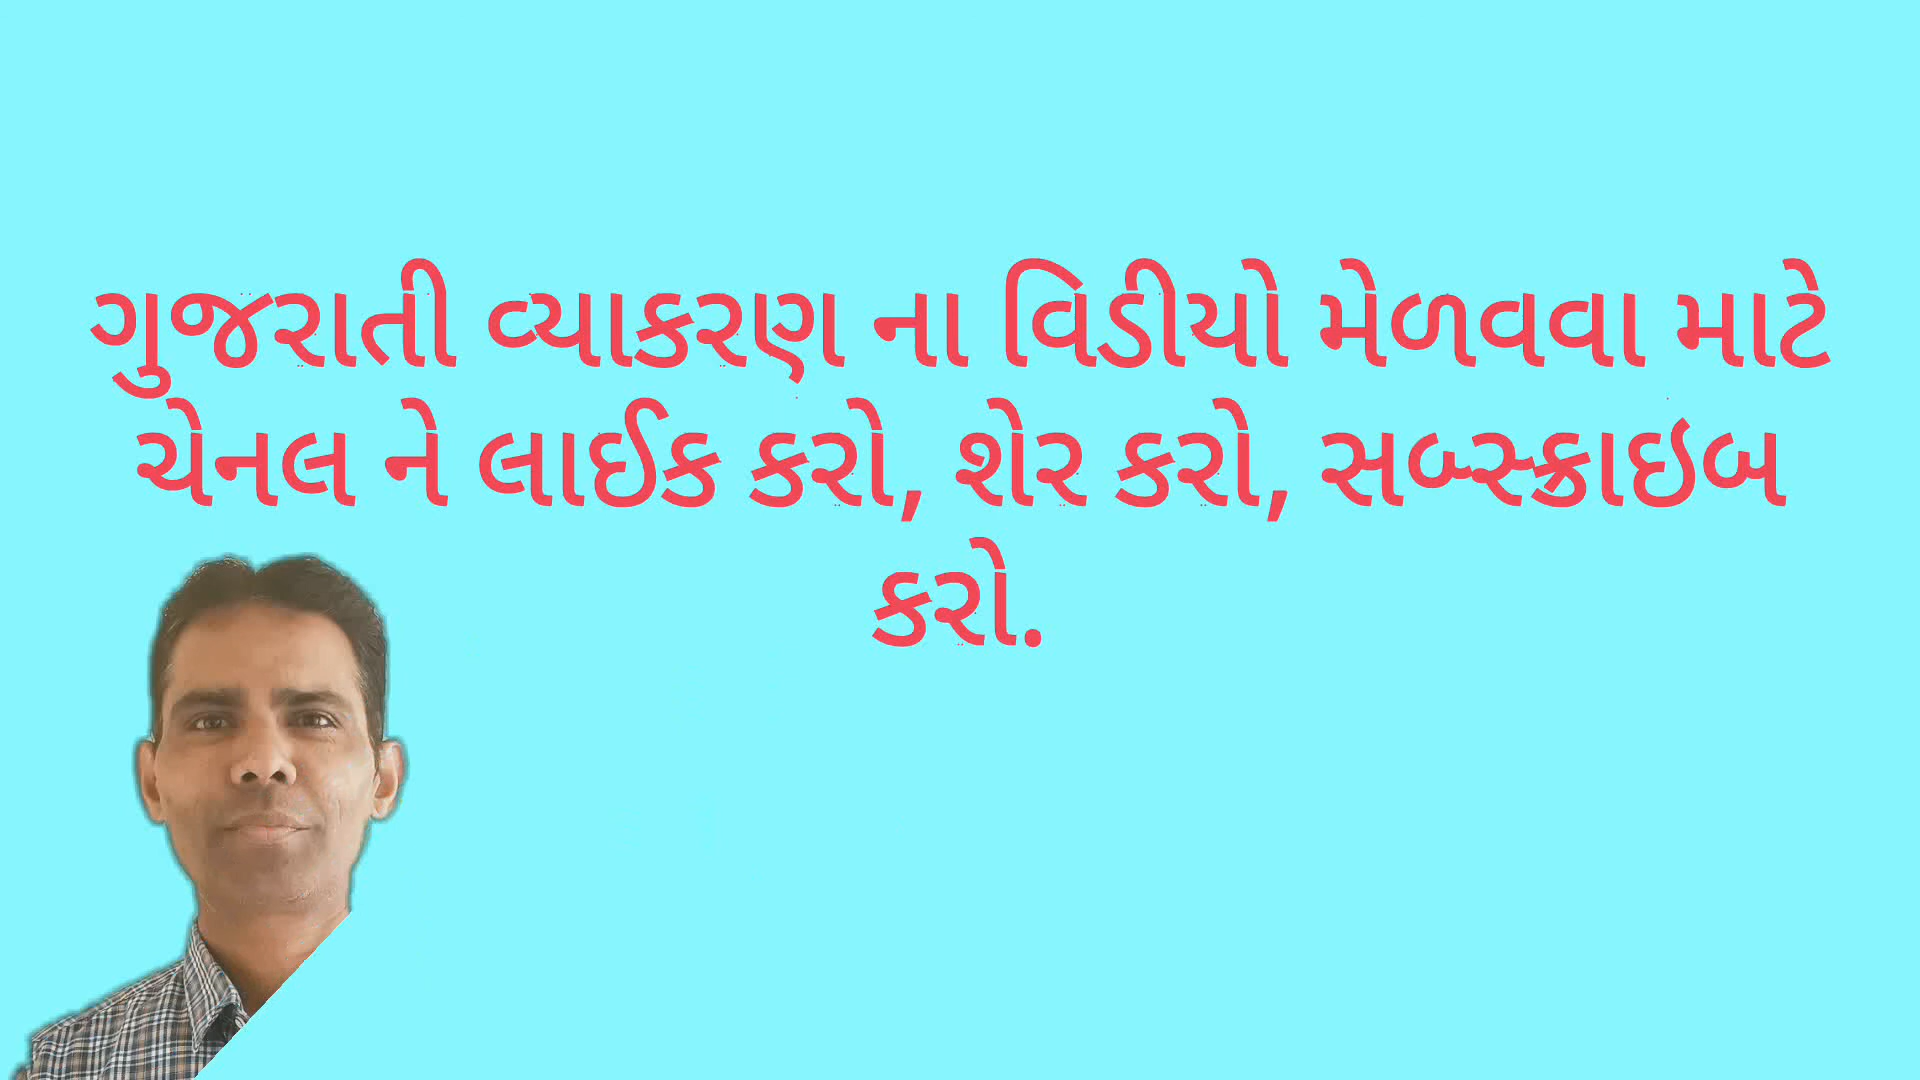 ગુજરાતી વ્યાકરણ ના વિડીયો મેળવવા માટે
ચેનલ ને લાઈક કરો, શેર કરો, સબ્સ્ક્રાઇબ
કરો.